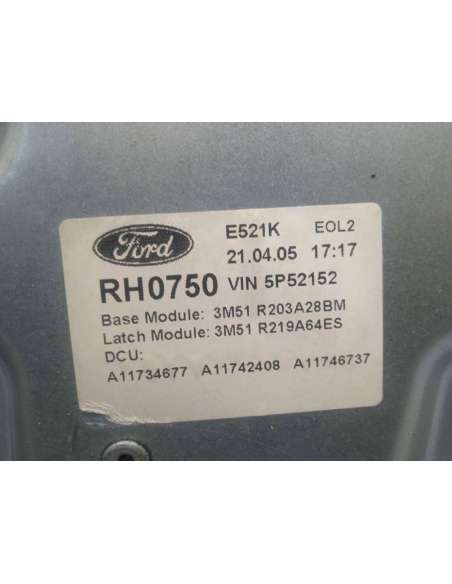 Ford
E521K EOL2
21.04.05 17:17
RH0750 VIN 5P52152
Base Module: 3M51 R203A28BM
Latch Module: 3M51 R219A64ES
DCU:
A11734677 A11742408 A11746737